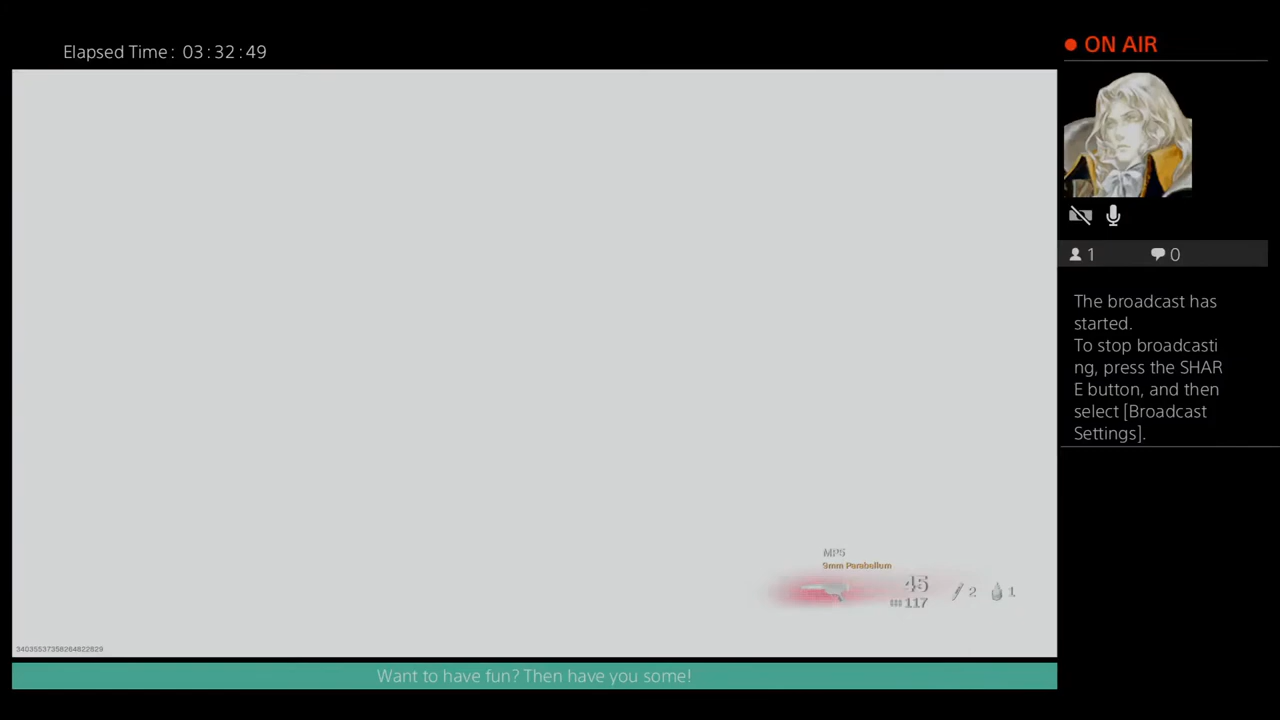 Elapsed Time: 03:32:49
ON AIR
1
0
The broadcast has
started.
To stop broadcasti
ng, press the SHAR
E button, and then
select [Broadcast
Settings].
MP5
9mm Parabellum
45
117
2
1
34035537358264822829
Want to have fun? Then have you some!